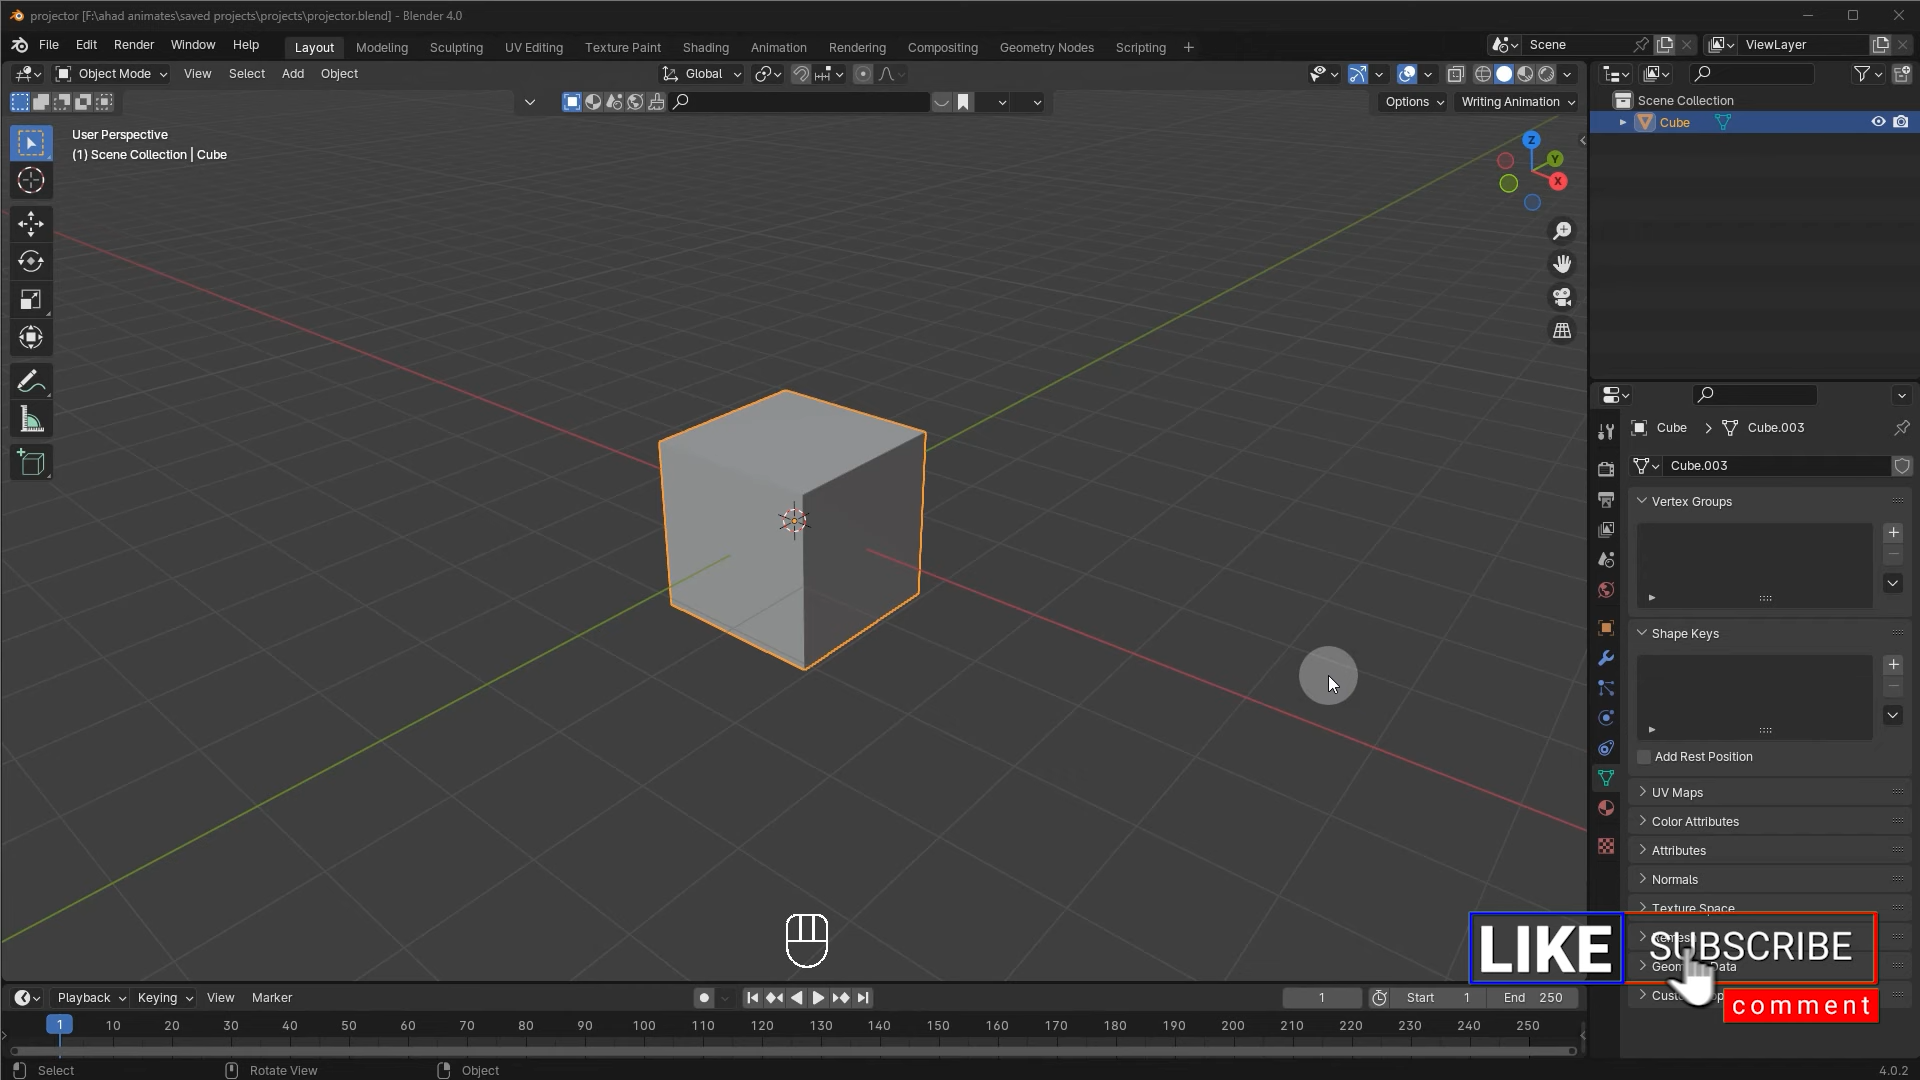 projector [F:\ahad animates\saved projects\projects\projector.blend] - Blender 4.0
File Edit Render Window Help Layout Modeling Sculpting UV Editing Texture Paint Shading Animation Rendering Compositing Geometry Nodes Scripting + Scene ViewLayer
Object Mode View Select Add Object Global
Options Writing Animation
Scene Collection
Cube
User Perspective
(1) Scene Collection | Cube
Z
Y
X
Cube > Cube.003
Cube.003
Vertex Groups
Shape Keys
Add Rest Position
UV Maps
Color Attributes
Attributes
Normals
Texture Space
LIKE SUBSCRIBE
comment
Playback Keying View Marker 1 Start 1 End 250
1 10 20 30 40 50 60 70 80 90 100 110 120 130 140 150 160 170 180 190 200 210 220 230 240 250
Select Rotate View Object 4.0.2